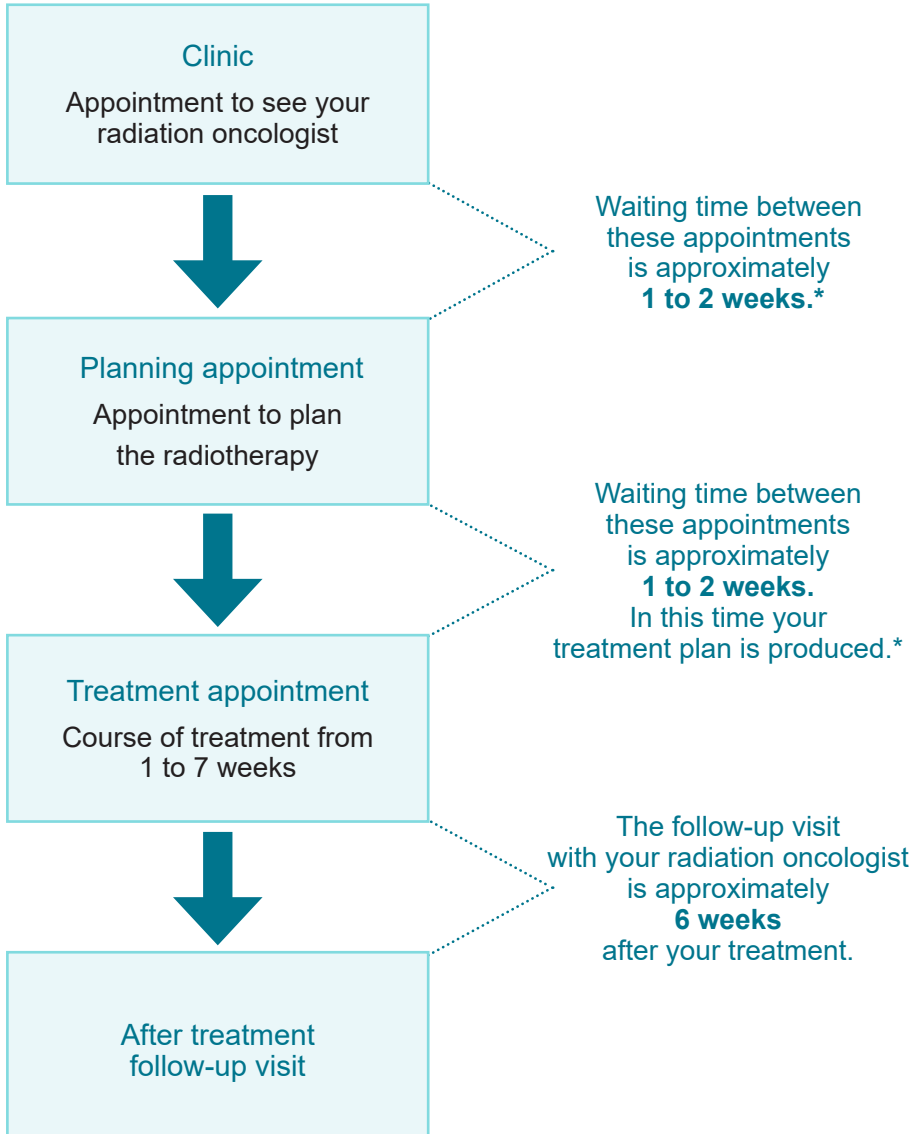 Clinic
Appointment to see your
radiation oncologist
Waiting time between
these appointments
is approximately
1 to 2 weeks.*
Planning appointment
Appointment to plan
the radiotherapy
Waiting time between
these appointments
is approximately
1 to 2 weeks.
In this time your
treatment plan is produced.*
Treatment appointment
Course of treatment from
1 to 7 weeks
The follow-up visit
with your radiation oncologist
is approximately
6 weeks
after your treatment.
After treatment
follow-up visit